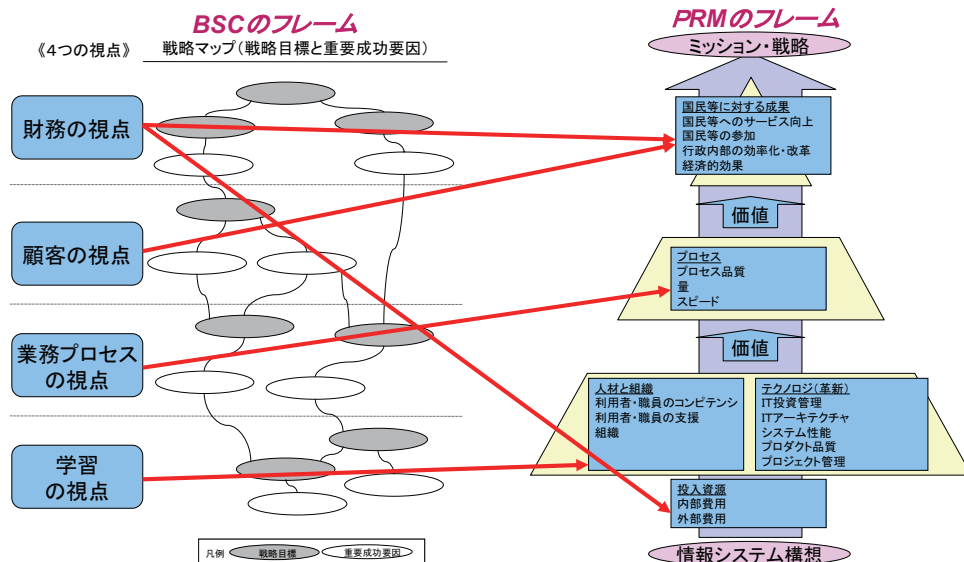 BSCのフレーム
《4つの視点》
戦略マップ(戦略目標と重要成功要因)
財務の視点
顧客の視点
業務プロセス
の視点
学習
の視点
凡例
戦略目標
重要成功要因
PRMのフレーム
ミッション・戦略
国民等に対する成果
国民等へのサービス向上
国民等の参加
行政内部の効率化・改革
経済的効果
価値
プロセス
プロセス品質
量
スピード
価値
人材と組織
利用者・職員のコンピテンシ
利用者・職員の支援
組織
テクノロジ(革新)
IT投資管理
ITアーキテクチャ
システム性能
プロダクト品質
プロジェクト管理
投入資源
内部費用
外部費用
情報システム構想